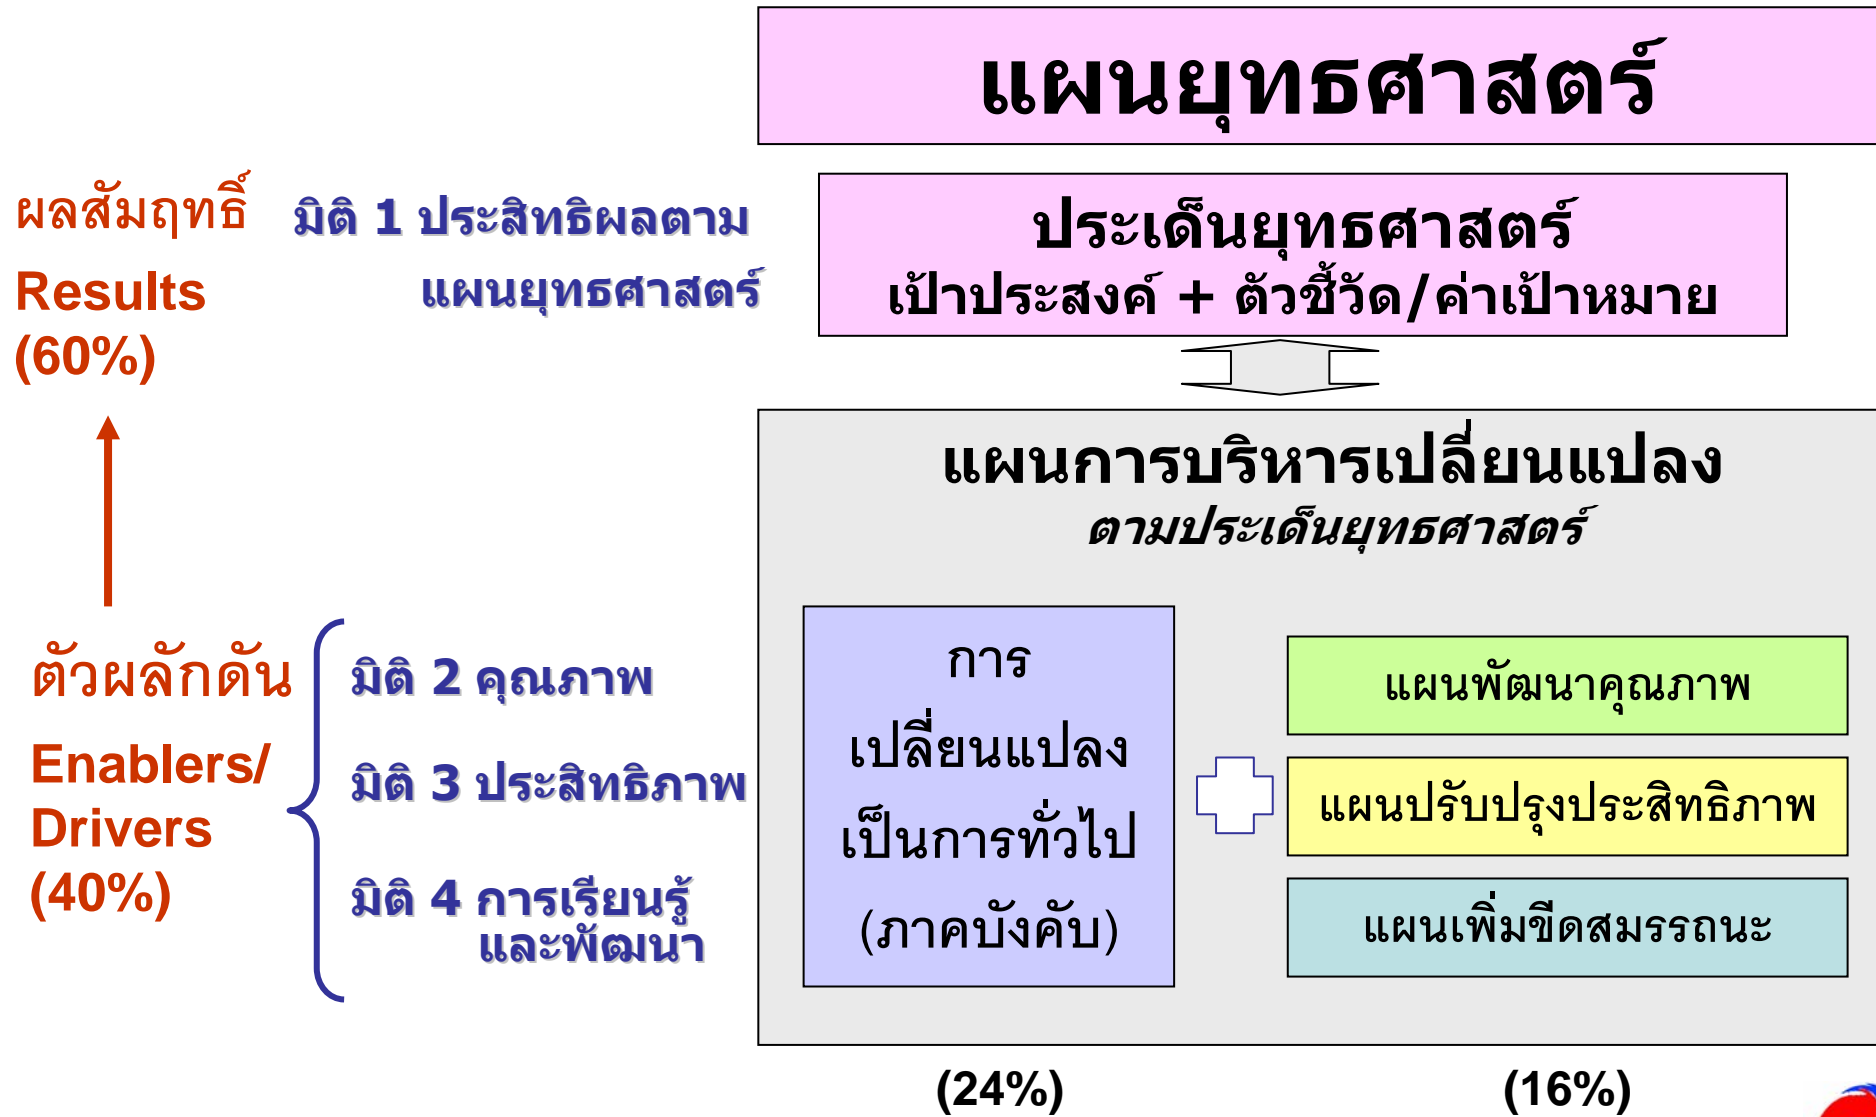 แผนยุทธศาสตร์
ผลสัมฤทธิ์
Results
(60%)
มิติ 1 ประสิทธิผลตาม
แผนยุทธศาสตร์
ประเด็นยุทธศาสตร์
เป้าประสงค์ + ตัวชี้วัด/ค่าเป้าหมาย
แผนการบริหารเปลี่ยนแปลง
ตามประเด็นยุทธศาสตร์
ตัวผลักดัน
Enablers/
Drivers
(40%)
มิติ 2 คุณภาพ
มิติ 3 ประสิทธิภาพ
มิติ 4 การเรียนรู้
และพัฒนา
การ
เปลี่ยนแปลง
เป็นการทั่วไป
(ภาคบังคับ)
แผนพัฒนาคุณภาพ
แผนปรับปรุงประสิทธิภาพ
แผนเพิ่มขีดสมรรถนะ
(24%)
(16%)